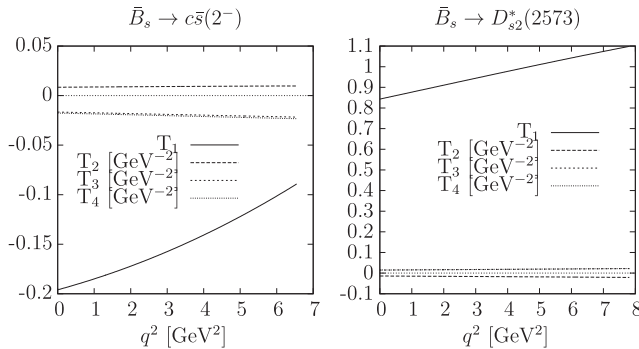 B̄_s → cs̄(2⁻)
0.05
0
-0.05
-0.1
-0.15
-0.2
T₁
T₂ [GeV⁻²]
T₃ [GeV⁻²]
T₄ [GeV⁻²]
0 1 2 3 4 5 6 7
q² [GeV²]
B̄_s → D*_{s2}(2573)
1.1
1
0.9
0.8
0.7
0.6
0.5
0.4
0.3
0.2
0.1
0
-0.1
T₁
T₂ [GeV⁻²]
T₃ [GeV⁻²]
T₄ [GeV⁻²]
0 1 2 3 4 5 6 7 8
q² [GeV²]